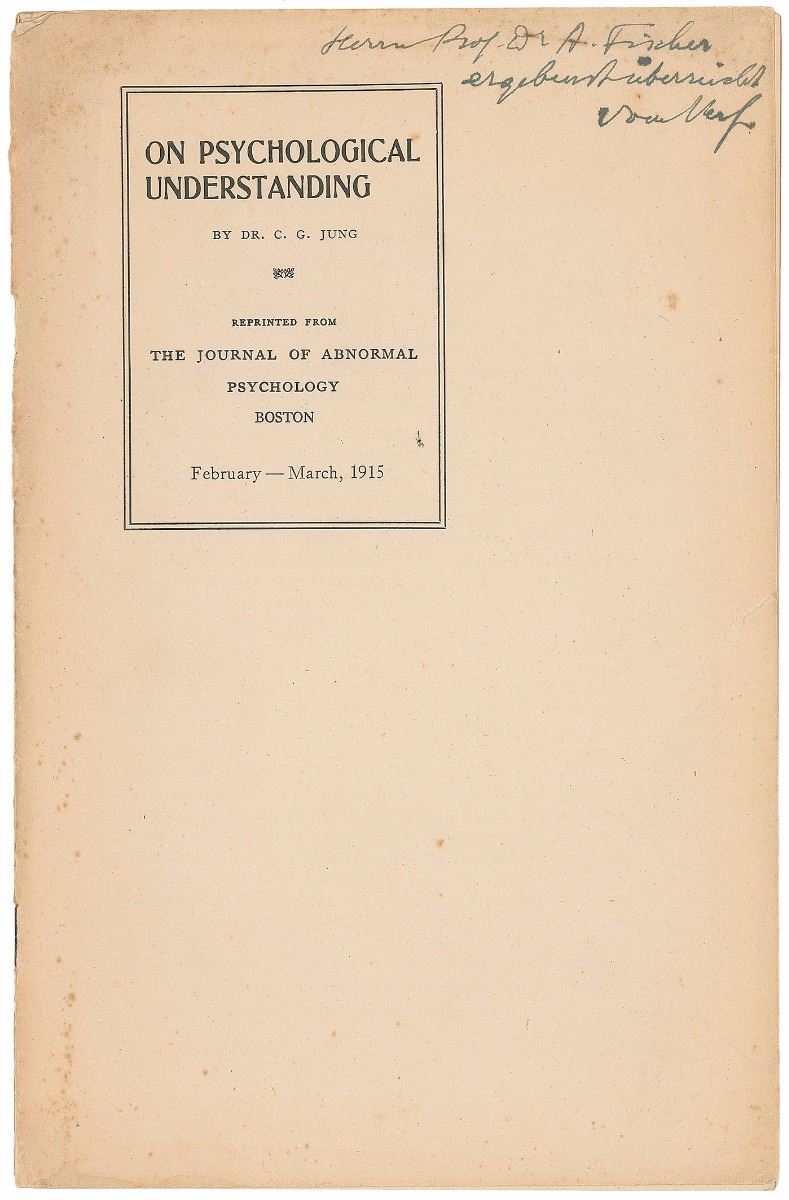 Herrn Prof. Dr A. Fischer
ergebenst überreicht
vom Verf.
ON PSYCHOLOGICAL
UNDERSTANDING
BY DR. C. G. JUNG
REPRINTED FROM
THE JOURNAL OF ABNORMAL
PSYCHOLOGY
BOSTON
February — March, 1915